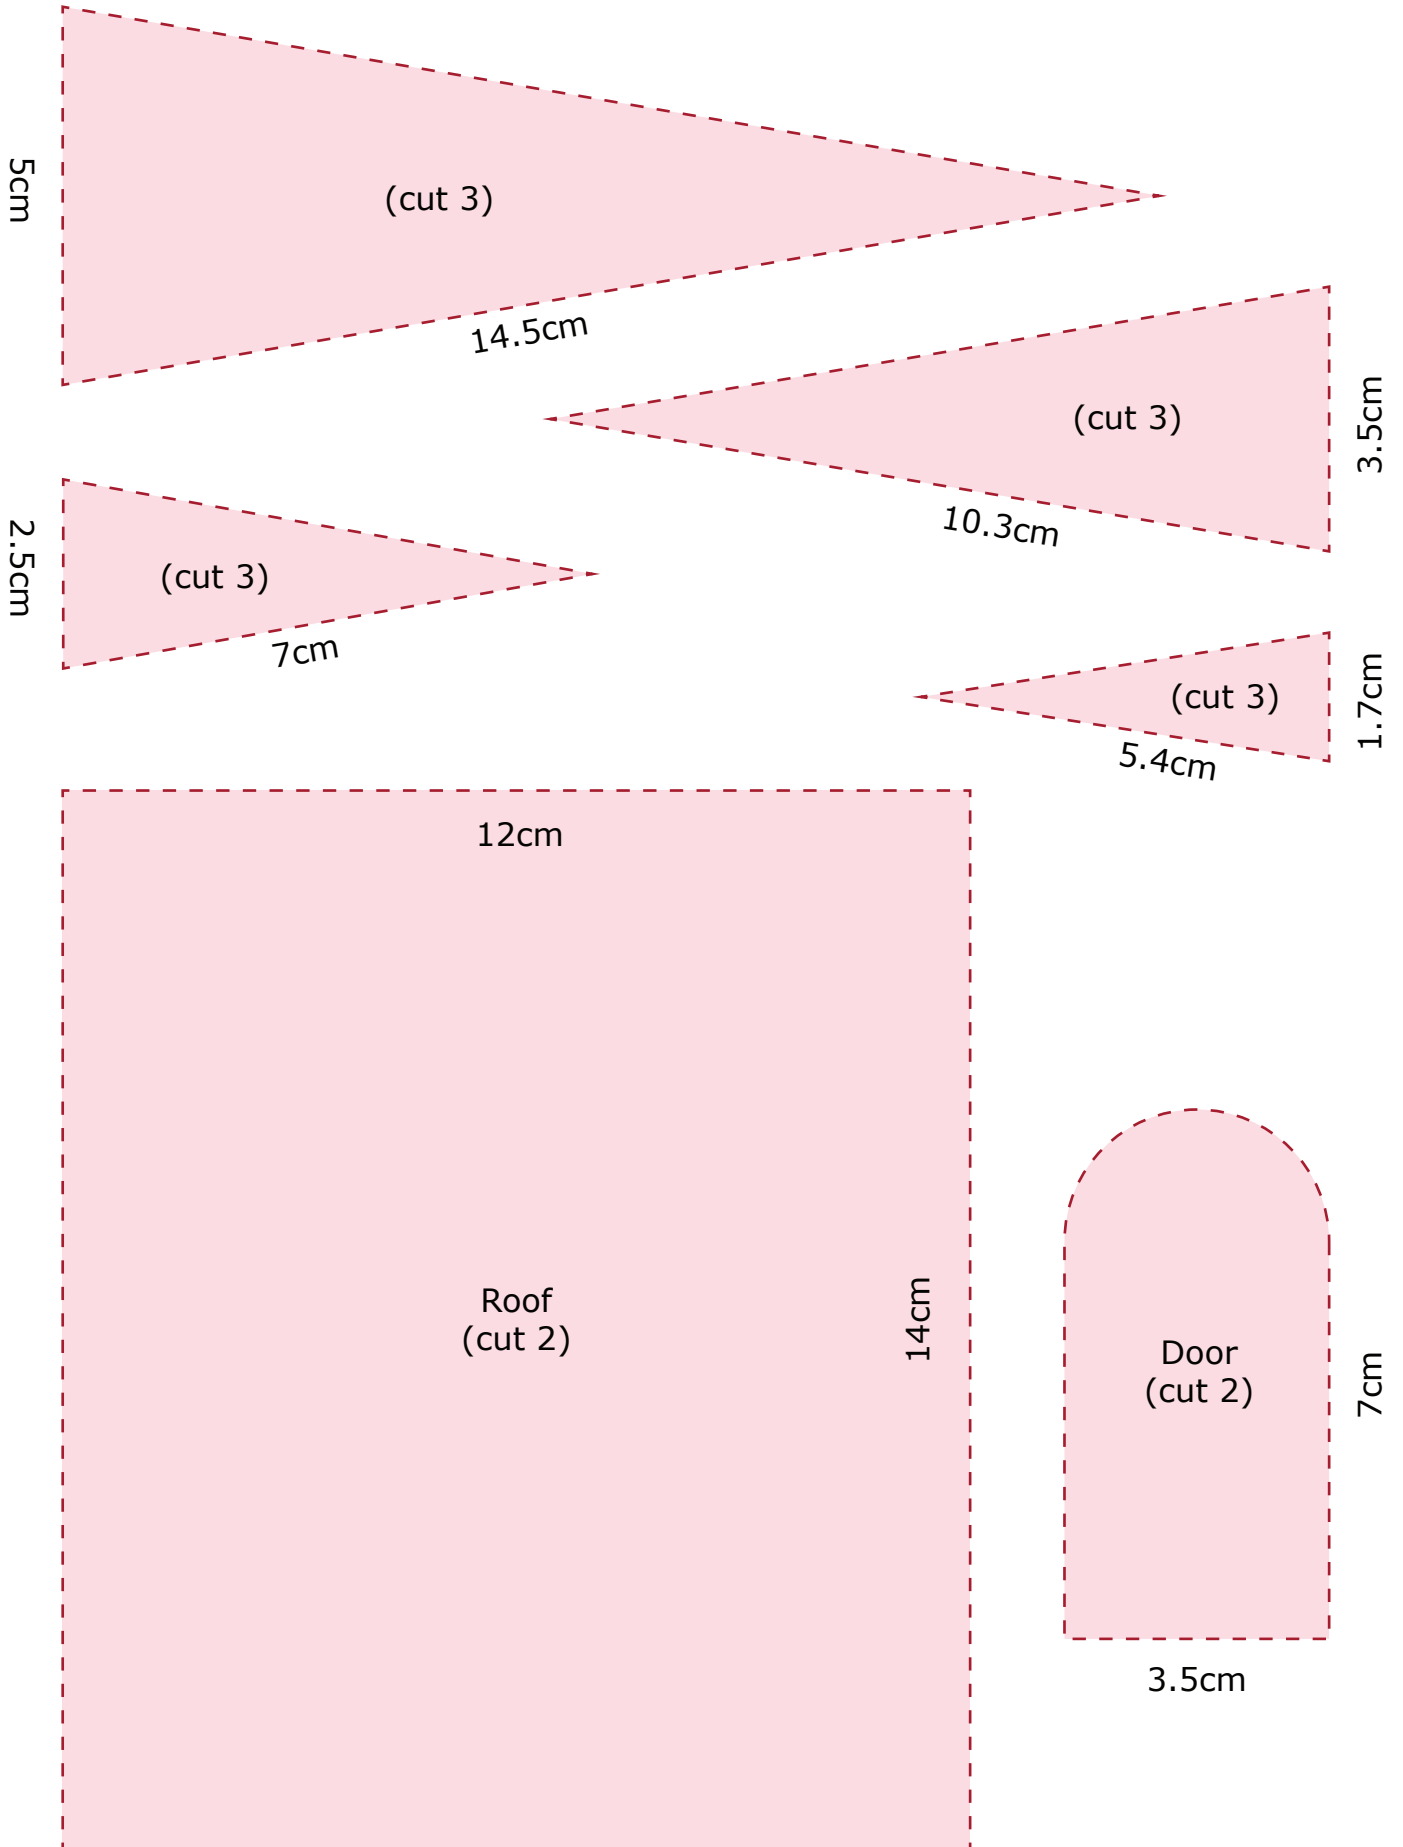 5cm
(cut 3)
14.5cm
(cut 3)
3.5cm
10.3cm
2.5cm
(cut 3)
7cm
(cut 3)
1.7cm
5.4cm
12cm
Roof
(cut 2)
14cm
Door
(cut 2)
7cm
3.5cm